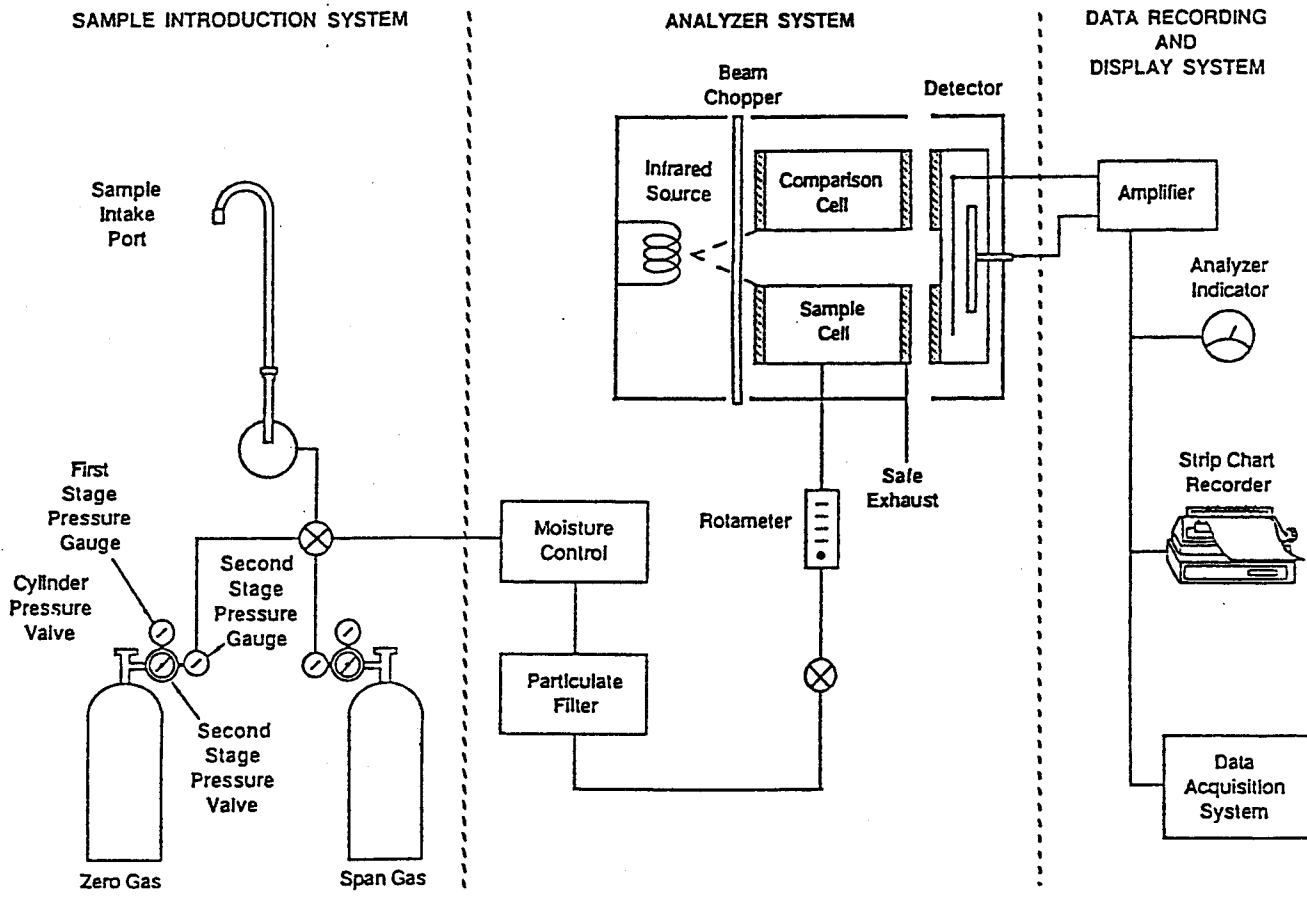 SAMPLE INTRODUCTION SYSTEM
ANALYZER SYSTEM
DATA RECORDING
AND
DISPLAY SYSTEM
Sample
Intake
Port
First
Stage
Pressure
Gauge
Cylinder
Pressure
Valve
Second
Stage
Pressure
Gauge
Second
Stage
Pressure
Valve
Zero Gas
Span Gas
Beam
Chopper
Detector
Infrared
Source
Comparison
Cell
Sample
Cell
Safe
Exhaust
Rotameter
Moisture
Control
Particulate
Filter
Amplifier
Analyzer
Indicator
Strip Chart
Recorder
Data
Acquisition
System